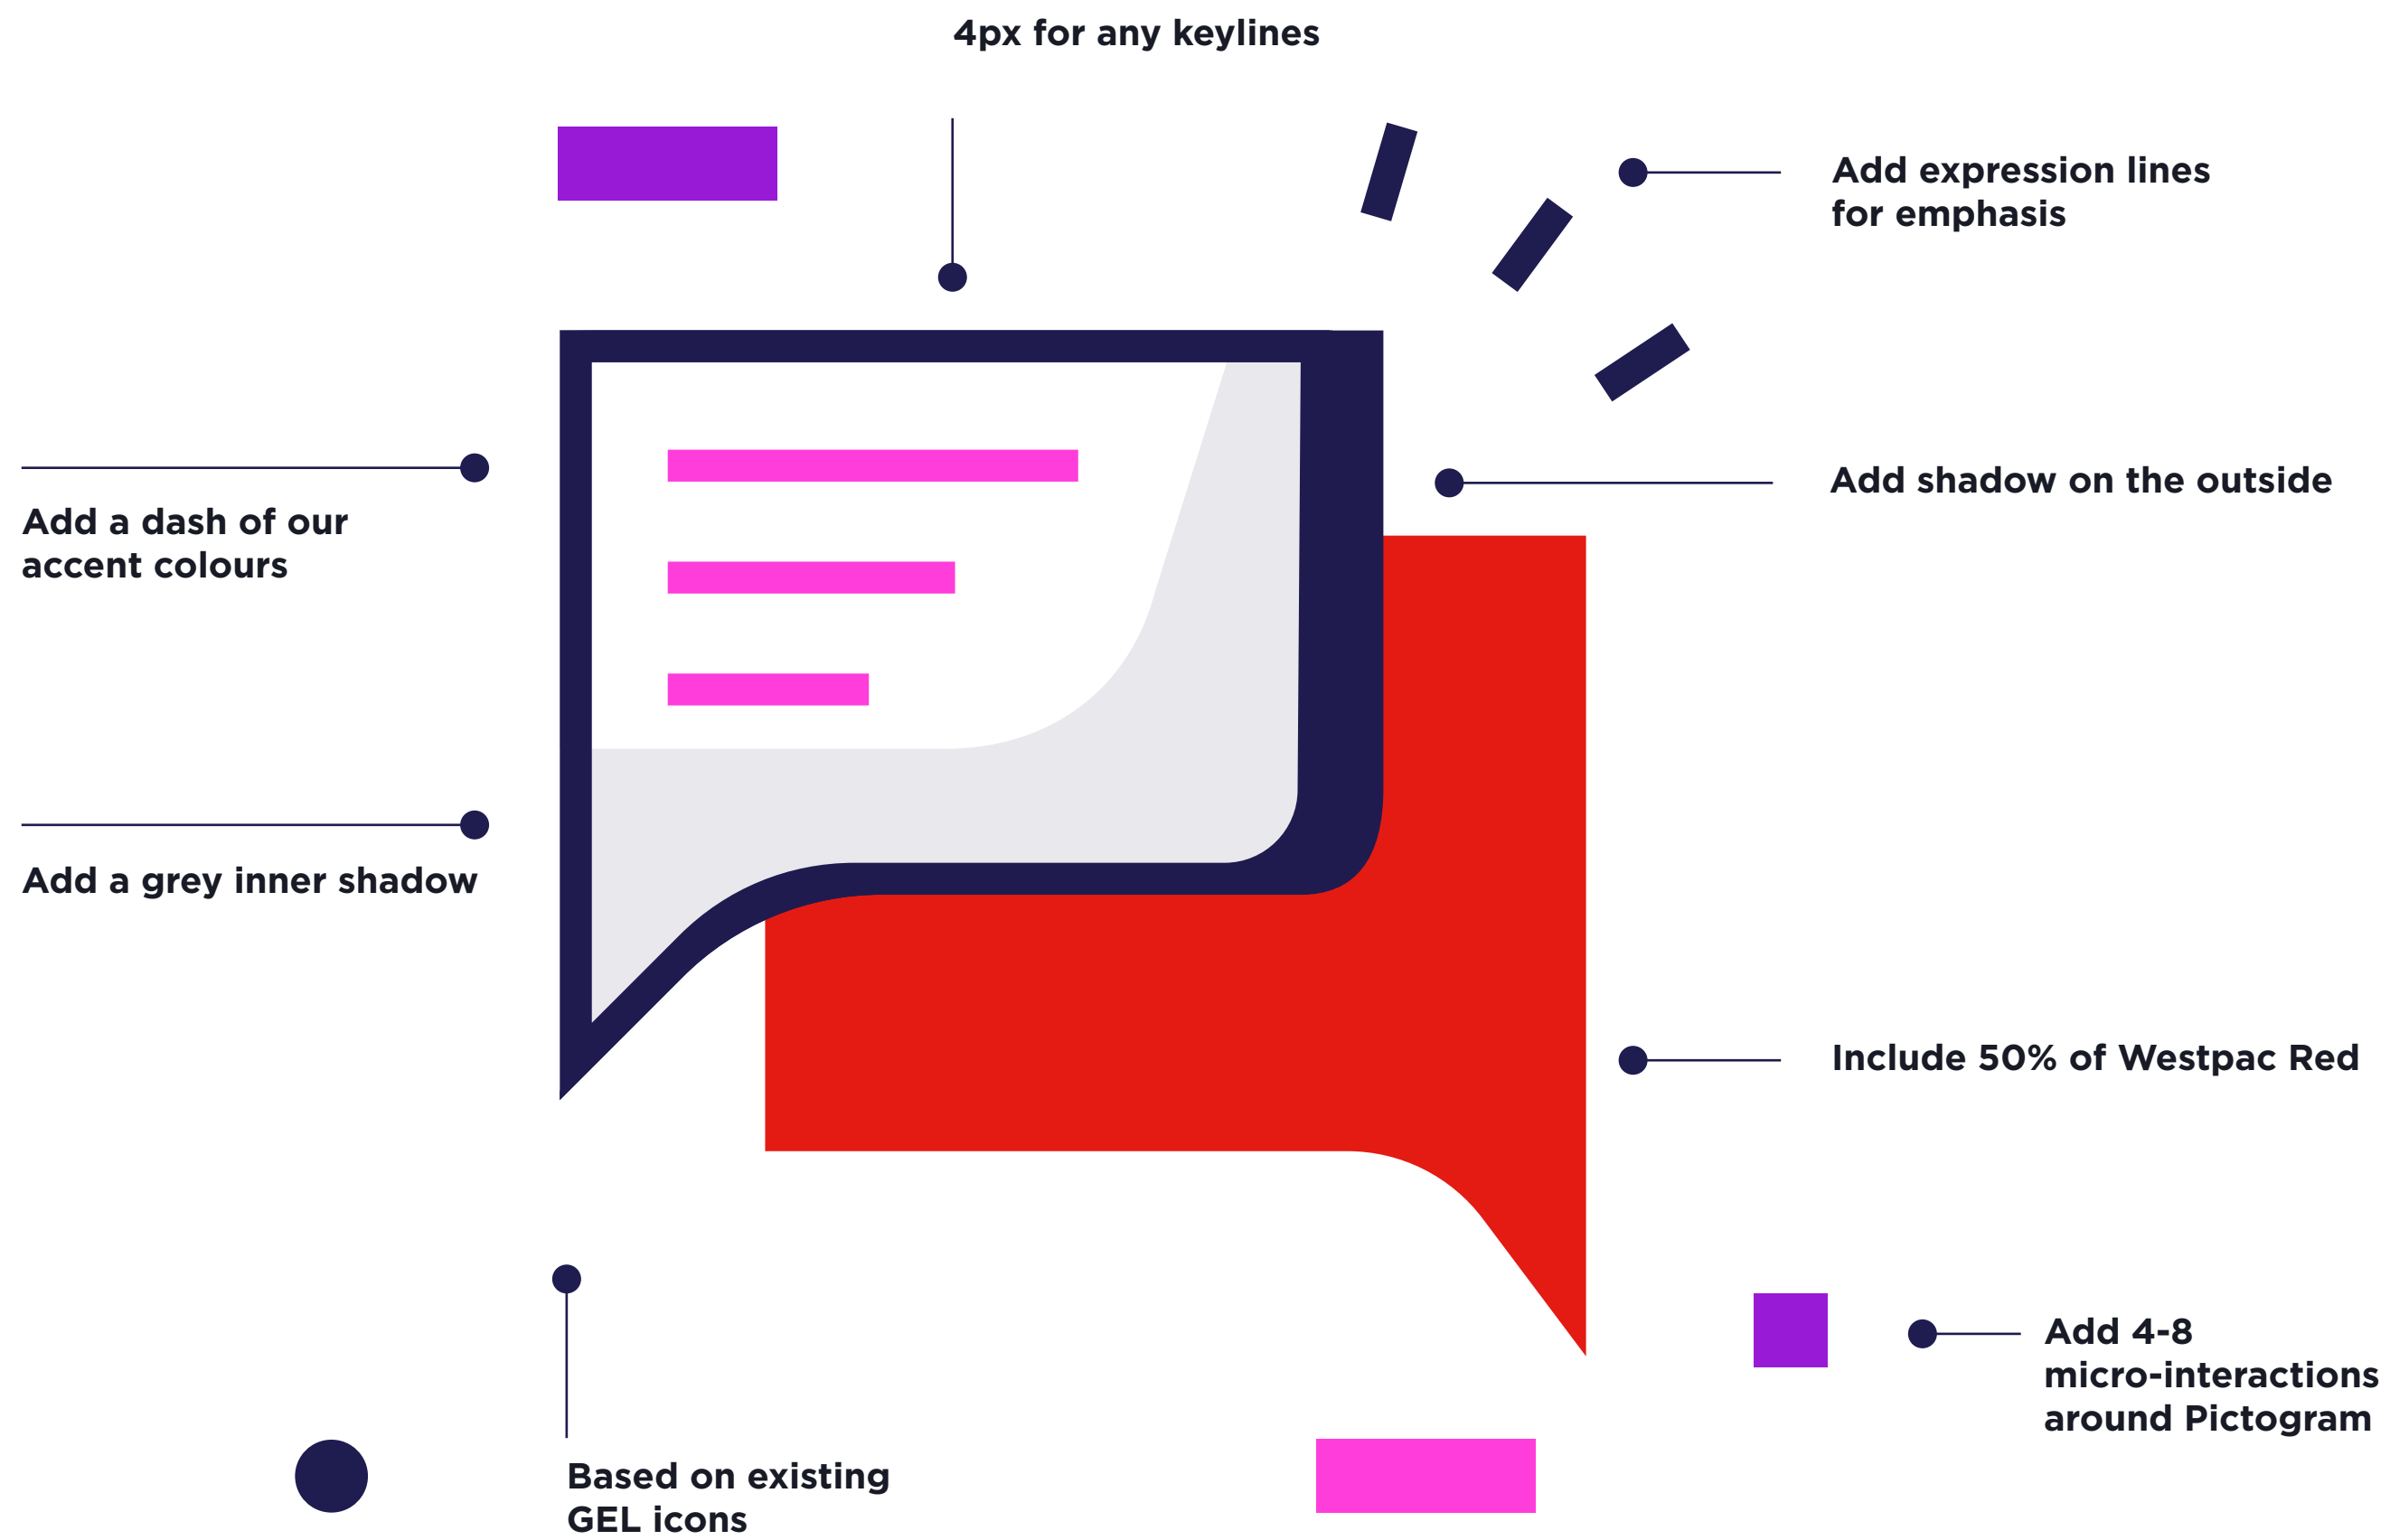 4px for any keylines
Add expression lines
for emphasis
Add a dash of our
accent colours
Add shadow on the outside
Add a grey inner shadow
Include 50% of Westpac Red
Add 4-8
micro-interactions
around Pictogram
Based on existing
GEL icons